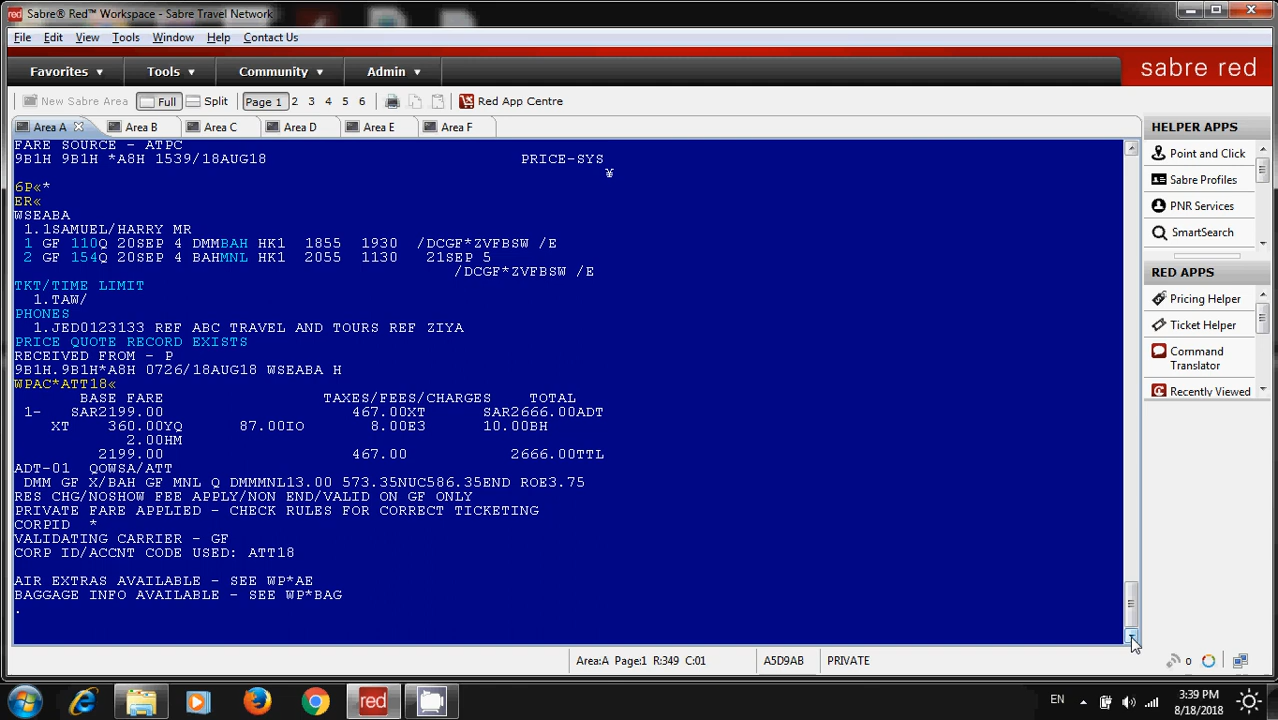 Sabre® Red™ Workspace - Sabre Travel Network
File Edit View Tools Window Help Contact Us
Favorites Tools Community Admin
sabre red
New Sabre Area Full Split Page 1 2 3 4 5 6 Red App Centre
Area A Area B Area C Area D Area E Area F
FARE SOURCE - ATPC
9B1H 9B1H *A8H 1539/18AUG18 PRICE-SYS
¥
6P«*
ER«
WSEABA
1.1SAMUEL/HARRY MR
1 GF 110Q 20SEP 4 DMMBAH HK1 1855 1930 /DCGF*ZVFBSW /E
2 GF 154Q 20SEP 4 BAHMNL HK1 2055 1130 21SEP 5
/DCGF*ZVFBSW /E
TKT/TIME LIMIT
1.TAW/
PHONES
1.JED0123133 REF ABC TRAVEL AND TOURS REF ZIYA
PRICE QUOTE RECORD EXISTS
RECEIVED FROM - P
9B1H.9B1H*A8H 0726/18AUG18 WSEABA H
WPAC*ATT18«
BASE FARE TAXES/FEES/CHARGES TOTAL
1- SAR2199.00 467.00XT SAR2666.00ADT
XT 360.00YQ 87.00IO 8.00E3 10.00BH
2.00HM
2199.00 467.00 2666.00TTL
ADT-01 QOWSA/ATT
DMM GF X/BAH GF MNL Q DMMMNL13.00 573.35NUC586.35END ROE3.75
RES CHG/NOSHOW FEE APPLY/NON END/VALID ON GF ONLY
PRIVATE FARE APPLIED - CHECK RULES FOR CORRECT TICKETING
CORPID *
VALIDATING CARRIER - GF
CORP ID/ACCNT CODE USED: ATT18
AIR EXTRAS AVAILABLE - SEE WP*AE
BAGGAGE INFO AVAILABLE - SEE WP*BAG
.
HELPER APPS
Point and Click
Sabre Profiles
PNR Services
SmartSearch
RED APPS
Pricing Helper
Ticket Helper
Command
Translator
Recently Viewed
Area:A Page:1 R:349 C:01 A5D9AB PRIVATE 0
red
EN
3:39 PM
8/18/2018